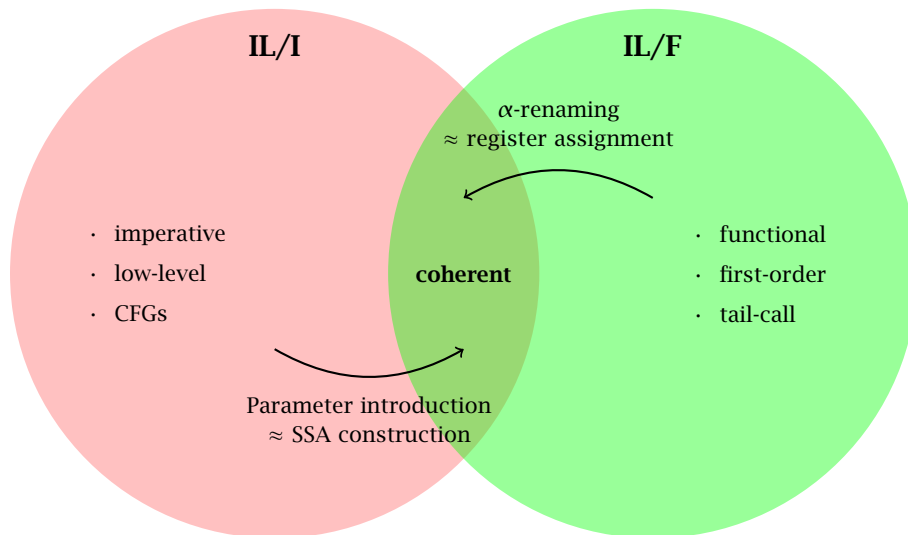 IL/I
IL/F
α-renaming
≈ register assignment
· imperative
· low-level
· CFGs
coherent
· functional
· first-order
· tail-call
Parameter introduction
≈ SSA construction